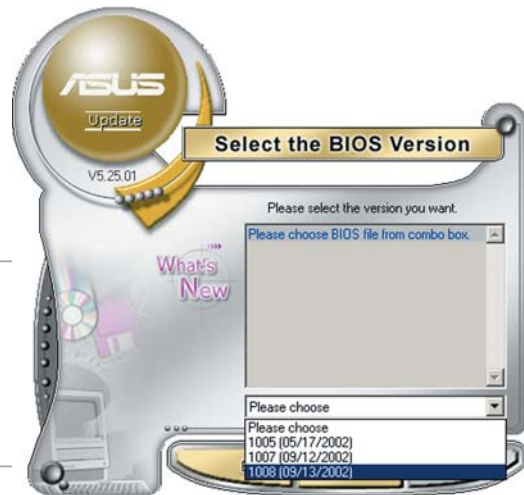 ASUS
Update
V5.25.01
Select the BIOS Version
Please select the version you want.
Please choose BIOS file from combo box.
What's
New
Please choose
Please choose
1005 (05/17/2002)
1007 (09/12/2002)
1008 (09/13/2002)